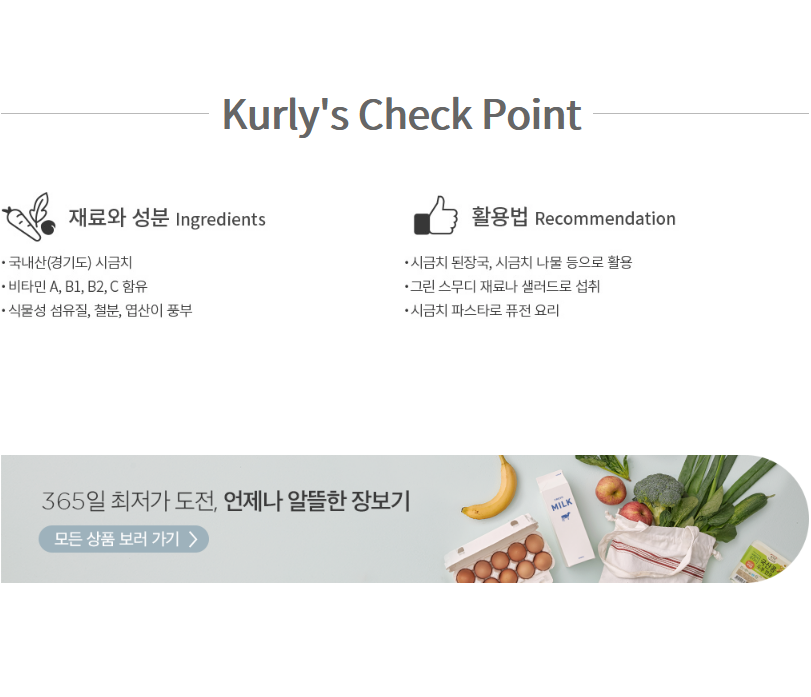 Kurly's Check Point
재료와 성분 Ingredients
• 국내산(경기도) 시금치
• 비타민 A, B1, B2, C 함유
• 식물성 섬유질, 철분, 엽산이 풍부
활용법 Recommendation
• 시금치 된장국, 시금치 나물 등으로 활용
• 그린 스무디 재료나 샐러드로 섭취
• 시금치 파스타로 퓨전 요리
365일 최저가 도전, 언제나 알뜰한 장보기
모든 상품 보러 가기 >
MILK